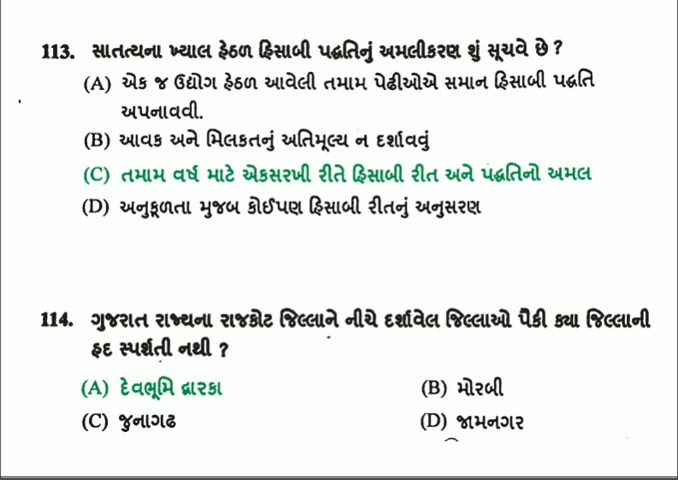 113. સાતત્યના ખ્યાલ હેઠળ હિસાબી પદ્ધતિનું અમલીકરણ શું સૂચવે છે ?
(A) એક જ ઉદ્યોગ હેઠળ આવેલી તમામ પેઢીઓએ સમાન હિસાબી પદ્ધતિ
અપનાવવી.
(B) આવક અને મિલકતનું અતિમૂલ્ય ન દર્શાવવું
(C) તમામ વર્ષ માટે એકસરખી રીતે હિસાબી રીત અને પદ્ધતિનો અમલ
(D) અનુકૂળતા મુજબ કોઈપણ હિસાબી રીતનું અનુસરણ
114. ગુજરાત રાજ્યના રાજકોટ જિલ્લાને નીચે દર્શાવેલ જિલ્લાઓ પૈકી ક્યા જિલ્લાની
હદ સ્પર્શતી નથી ?
(A) દેવભૂમિ દ્વારકા (B) મોરબી
(C) જુનાગઢ (D) જામનગર